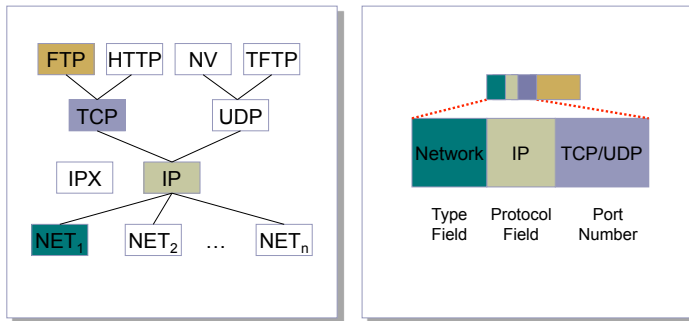 FTP HTTP NV TFTP
TCP UDP
IPX IP
NET1 NET2 … NETn
Network IP TCP/UDP
Type Field
Protocol Field
Port Number